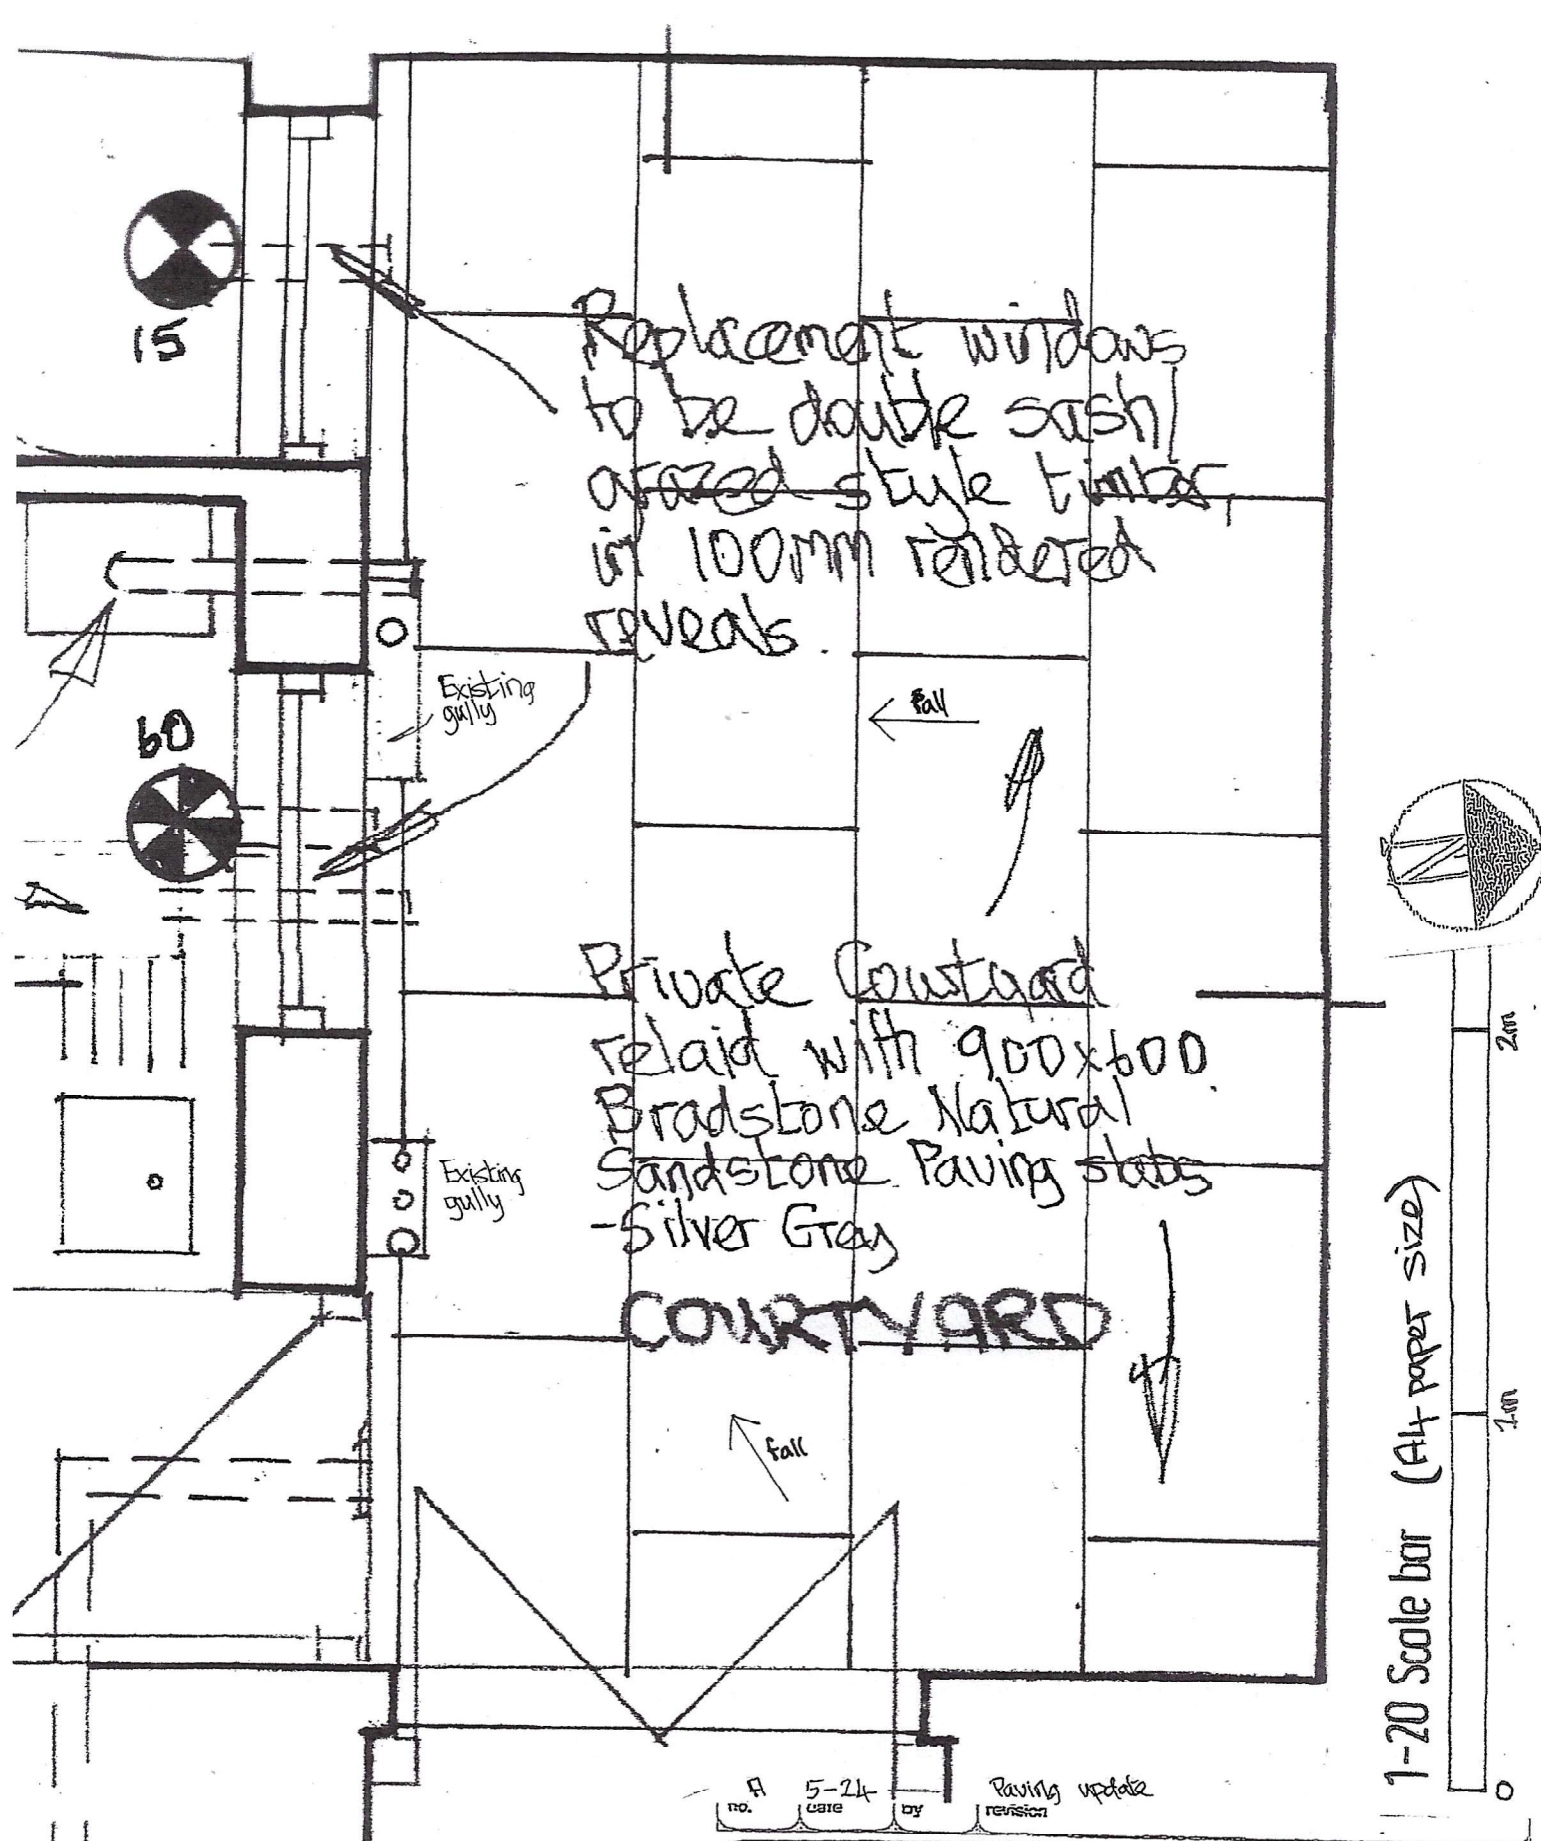 15
Replacement windows
to be double sash
style timber,
in 100mm rendered
reveals.
Existing
gully
fall
60
Private Courtyard
relaid with 900x600
Bradstone Natural
Sandstone Paving slabs
-Silver Gray
Existing
gully
COURTYARD
fall
N
2m
1m
0
1-20 Scale bar (A4 paper size)
A 5-24 Paving update
no. date by revision